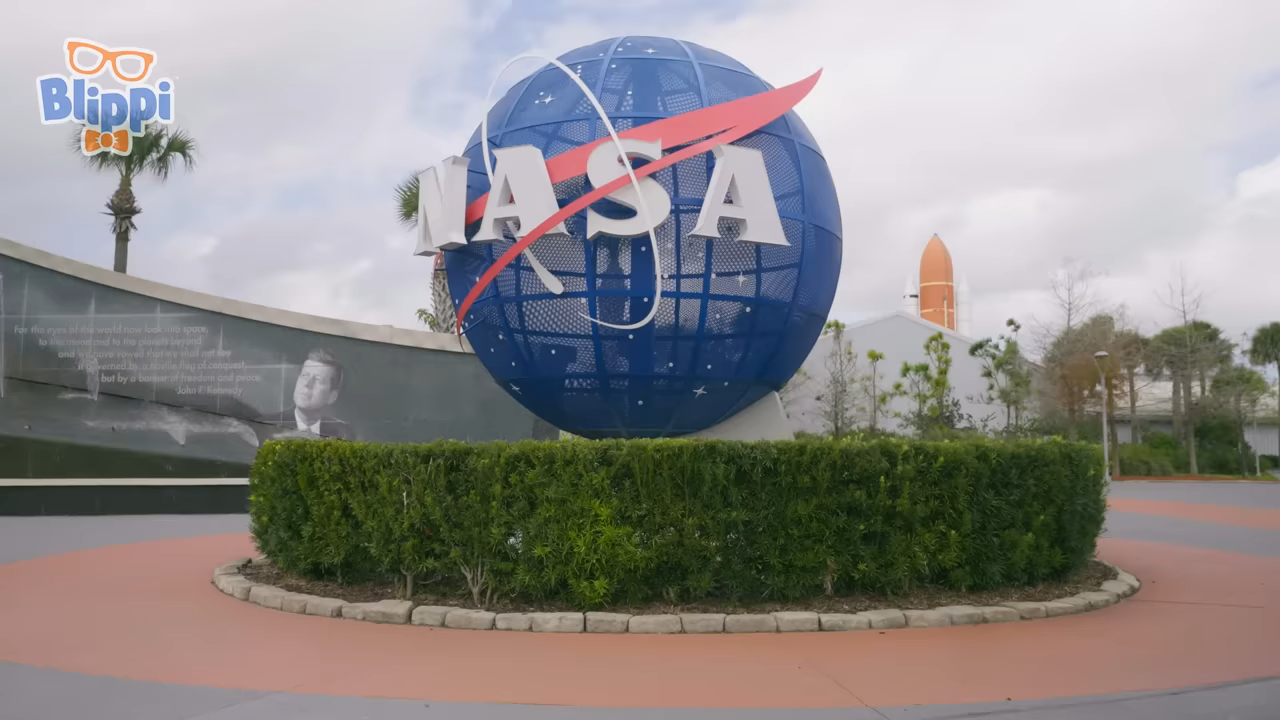 Blippi
NASA
For the eyes of the world now look into space,
to the moon and to the planets beyond
and we have vowed that we shall not see
it governed by a hostile flag of conquest,
but by a banner of freedom and peace.
John F. Kennedy